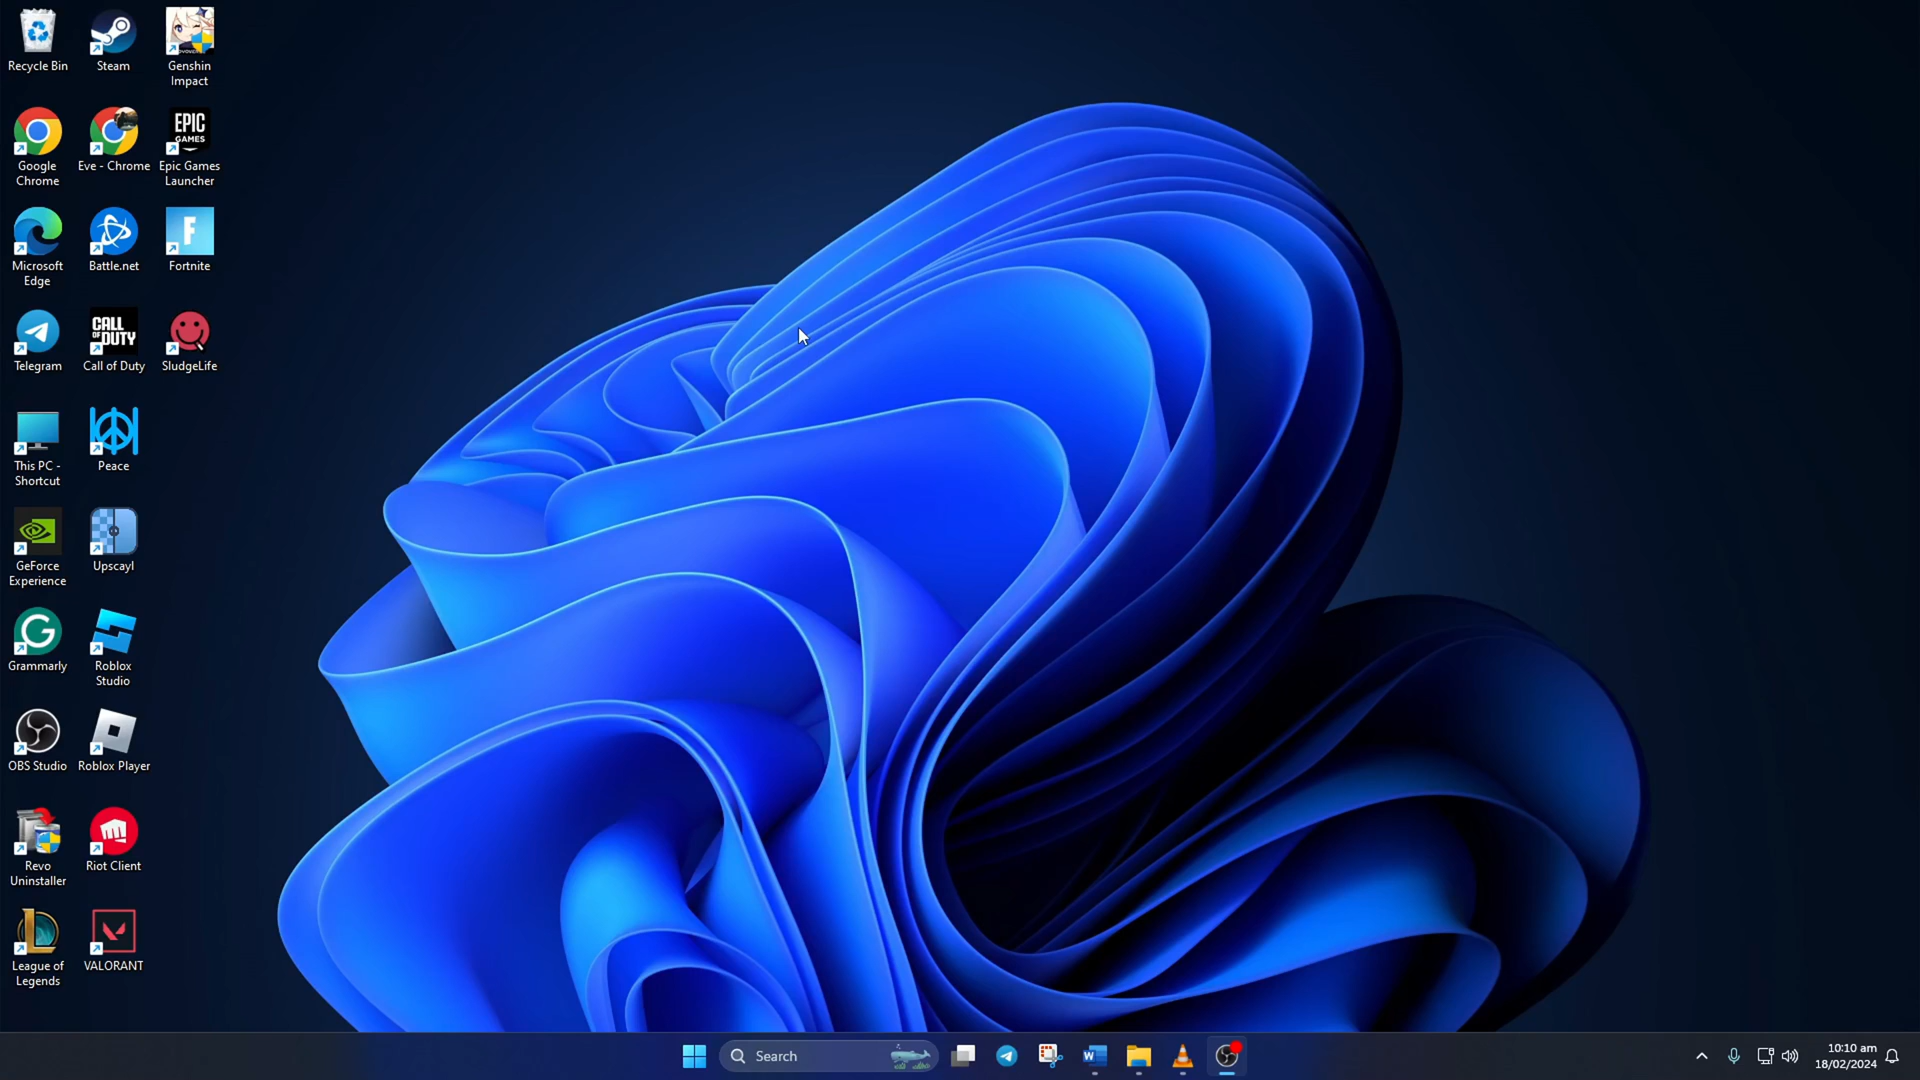 Recycle Bin
Steam
Genshin
Impact
Google
Chrome
Eve - Chrome
EPIC
GAMES
Epic Games
Launcher
Microsoft
Edge
Battle.net
F
Fortnite
Telegram
CALL
OF DUTY
Call of Duty
SludgeLife
This PC -
Shortcut
Peace
GeForce
Experience
Upscayl
G
Grammarly
Roblox
Studio
OBS Studio
Roblox Player
Revo
Uninstaller
Riot Client
League of
Legends
VALORANT
Search
10:10 am
18/02/2024